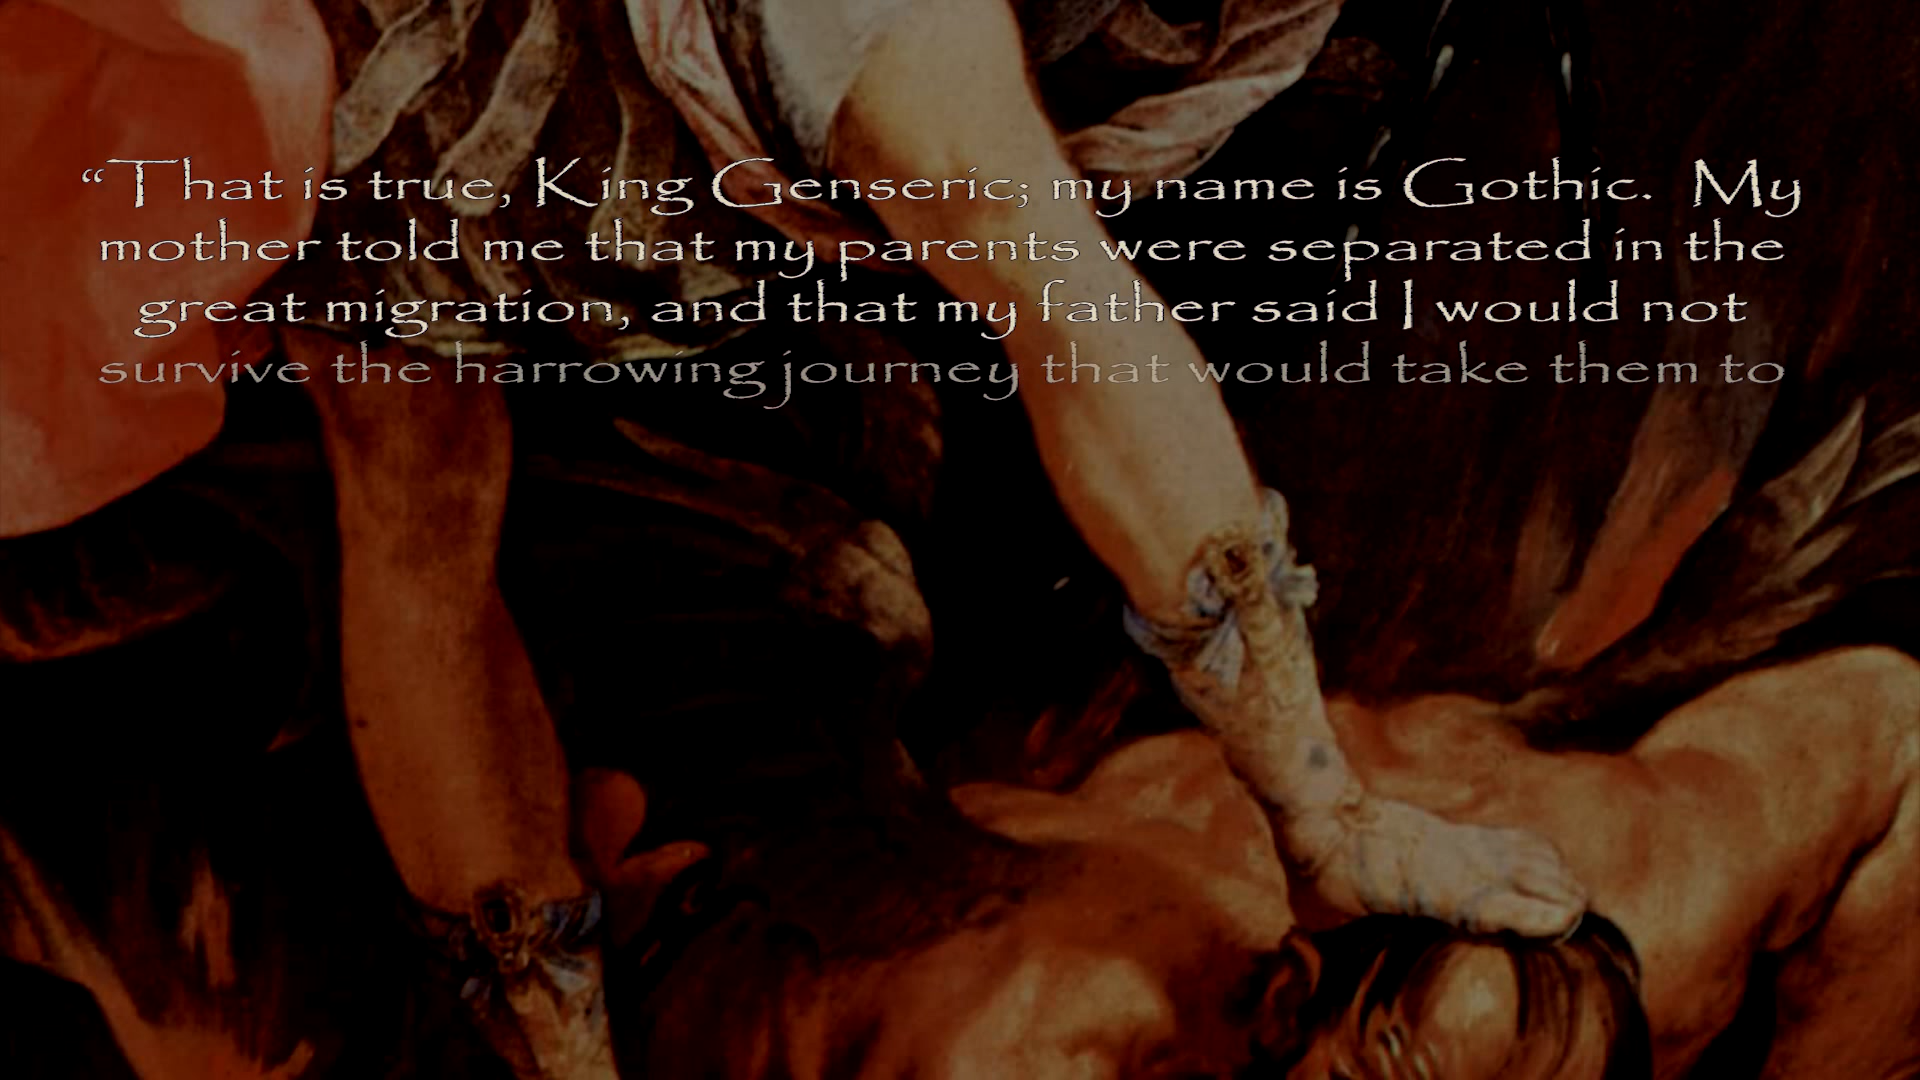 “That is true, King Genseric; my name is Gothic.  My
mother told me that my parents were separated in the
great migration, and that my father said I would not
survive the harrowing journey that would take them to